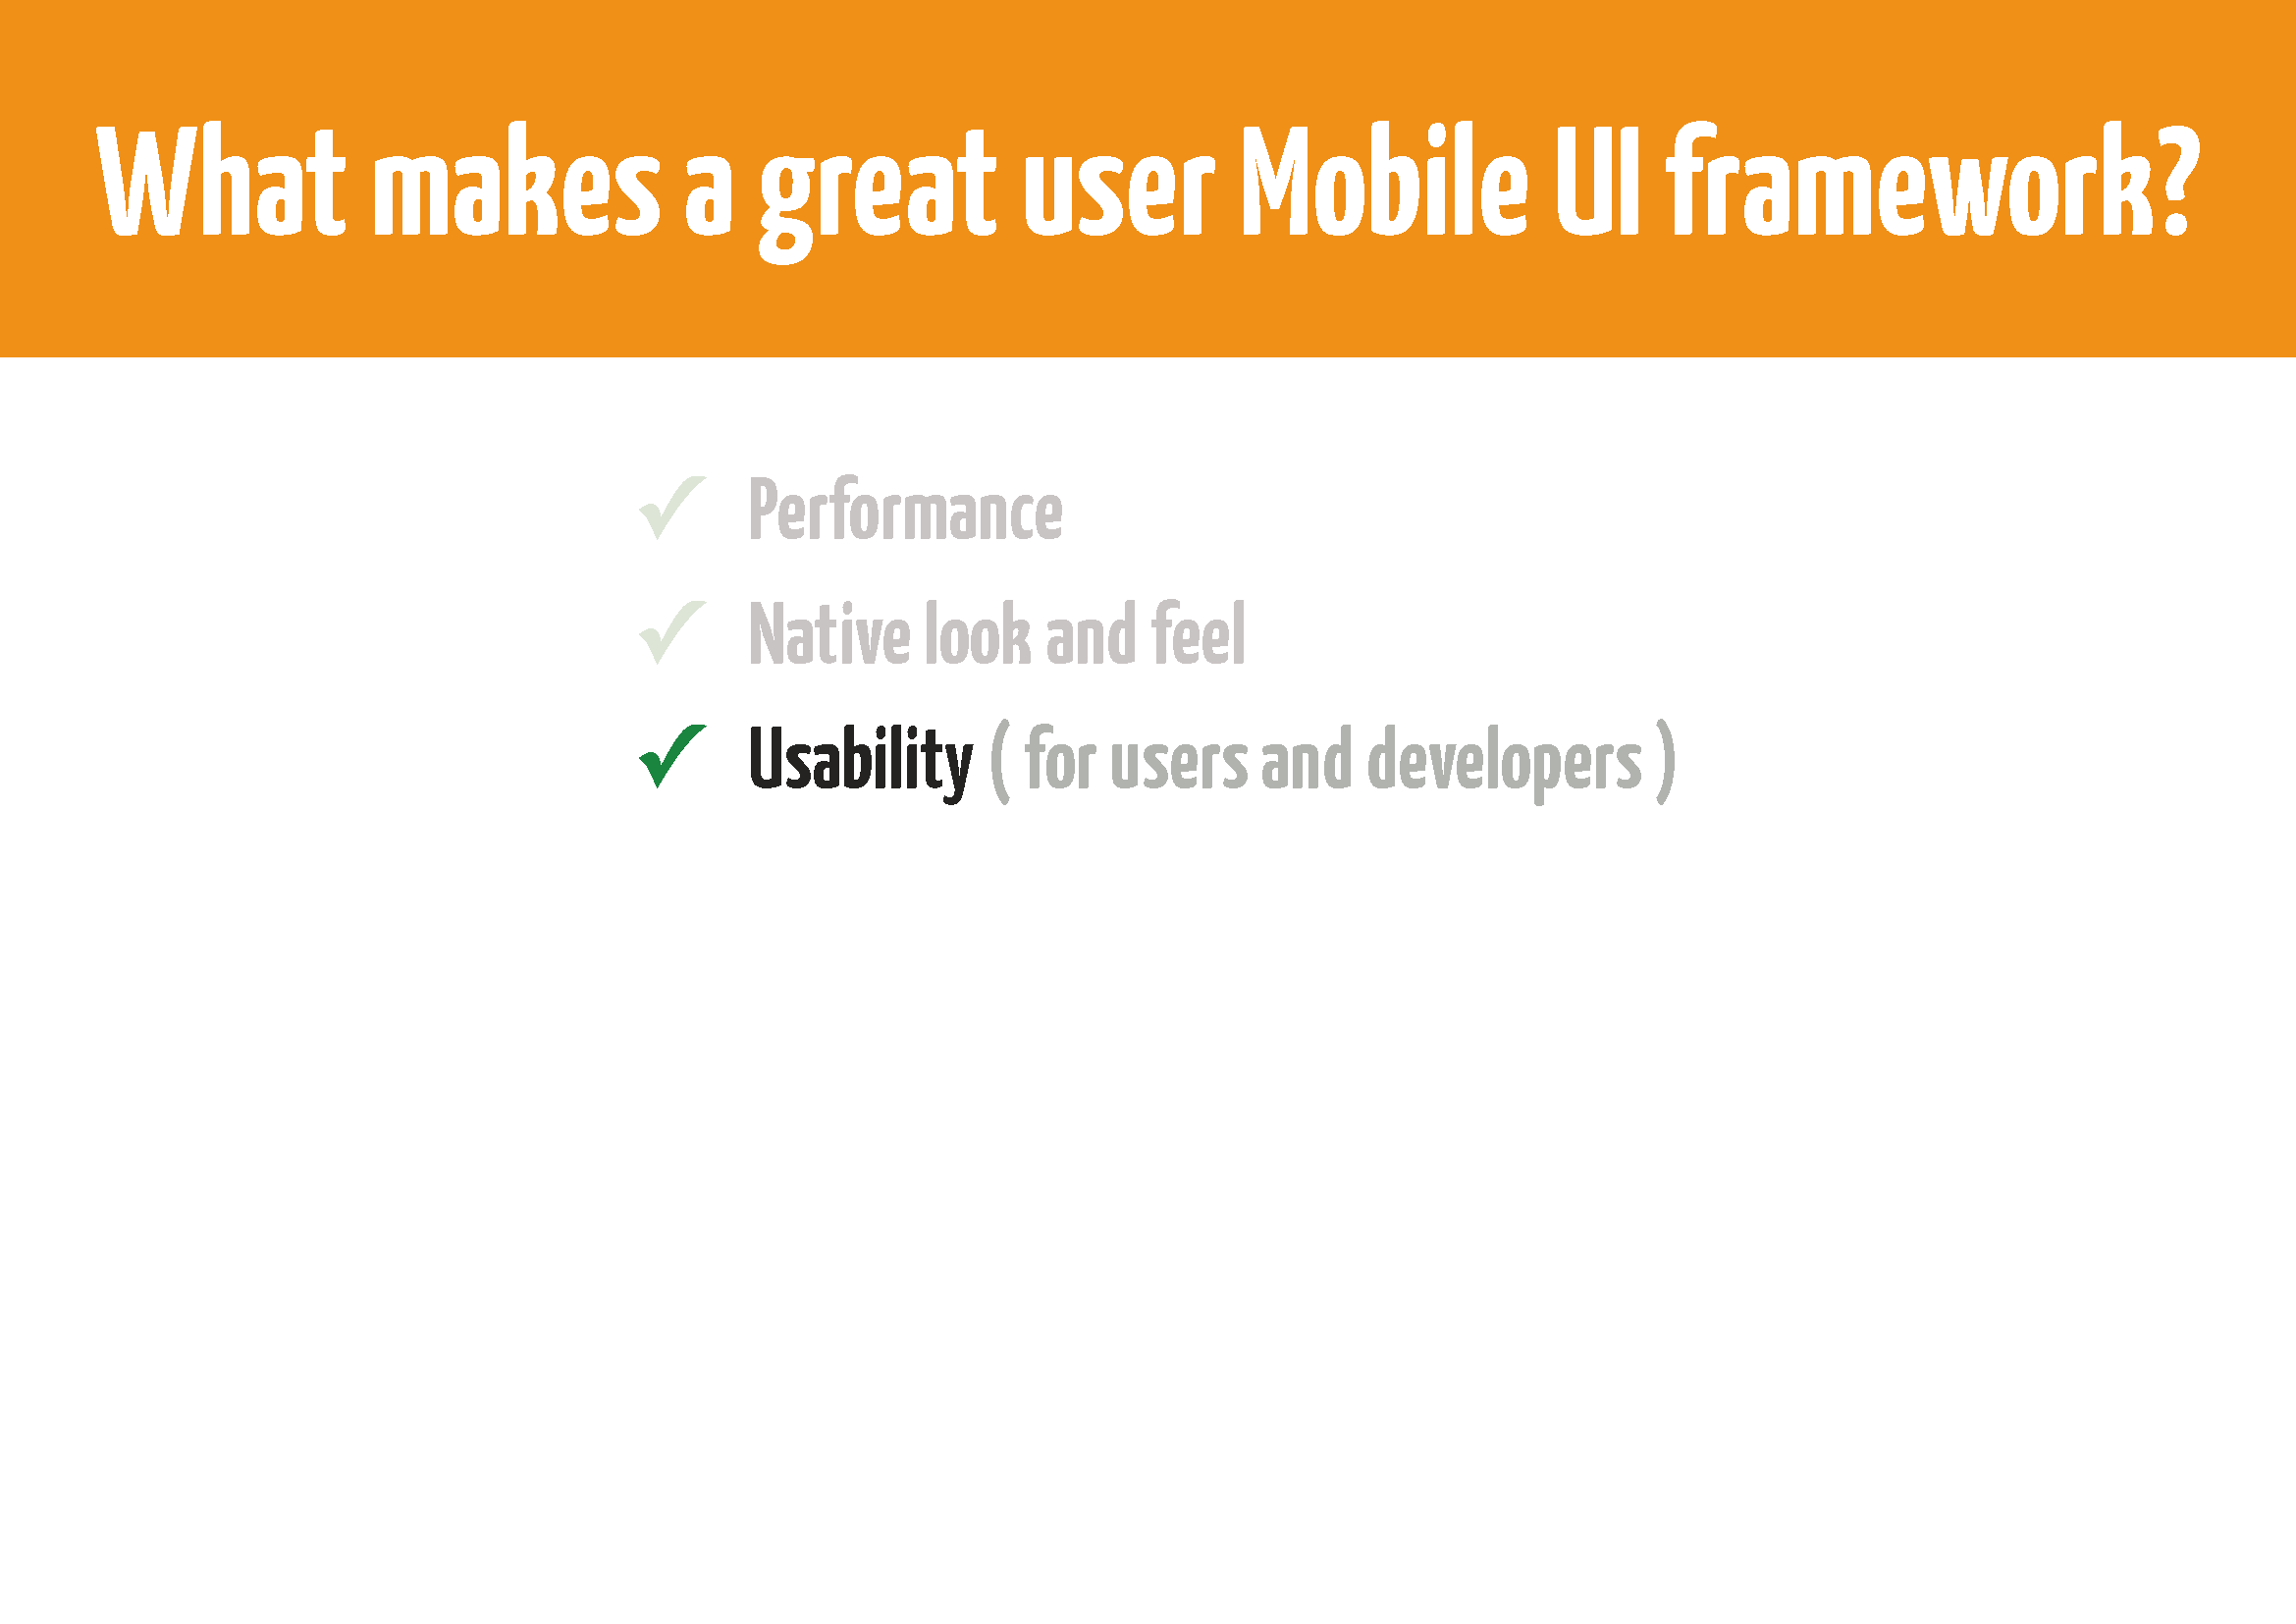 What makes a great user Mobile UI framework?
Performance
Native look and feel
Usability ( for users and developers )